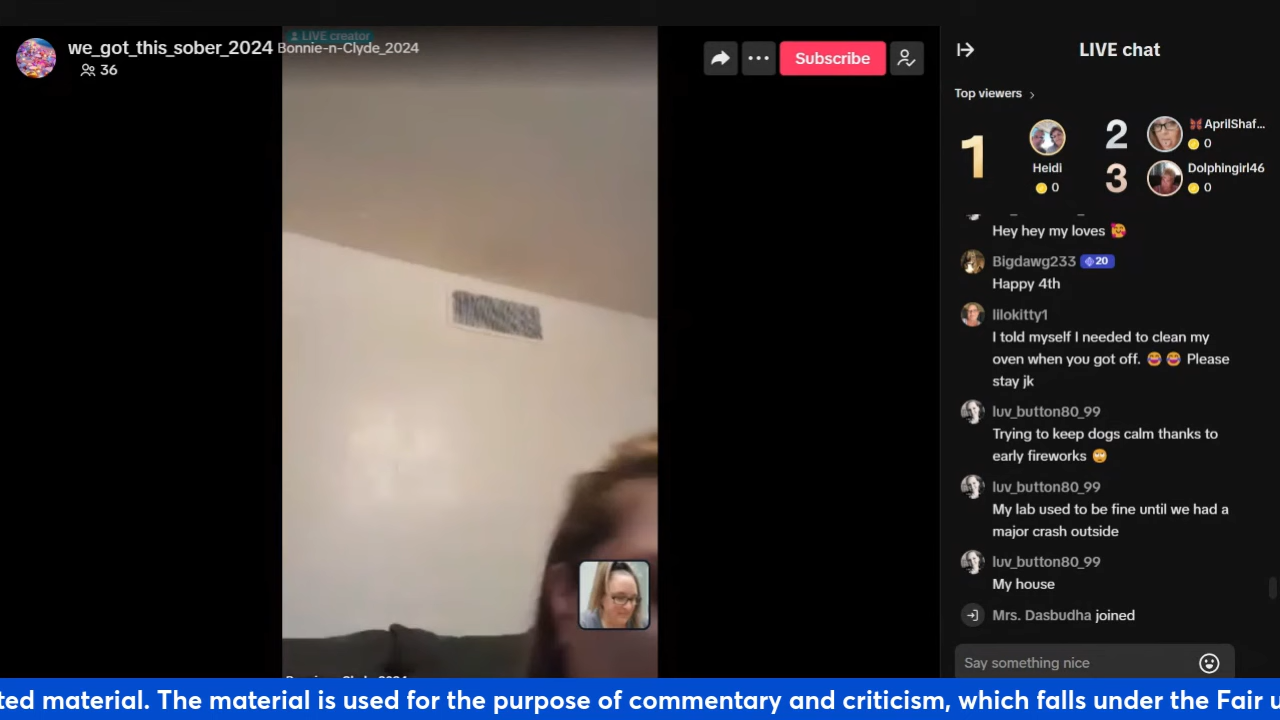 LIVE creator
we_got_this_sober_2024 Bonnie-n-Clyde_2024
36
Subscribe
LIVE chat
Top viewers
1
Heidi
0
2
AprilShaf...
0
3
Dolphingirl46
0
Hey hey my loves 🥰
Bigdawg233 20
Happy 4th
lilokitty1
I told myself I needed to clean my
oven when you got off. 😂 😂 Please
stay jk
luv_button80_99
Trying to keep dogs calm thanks to
early fireworks 🙄
luv_button80_99
My lab used to be fine until we had a
major crash outside
luv_button80_99
My house
Mrs. Dasbudha joined
Say something nice
ted material. The material is used for the purpose of commentary and criticism, which falls under the Fair